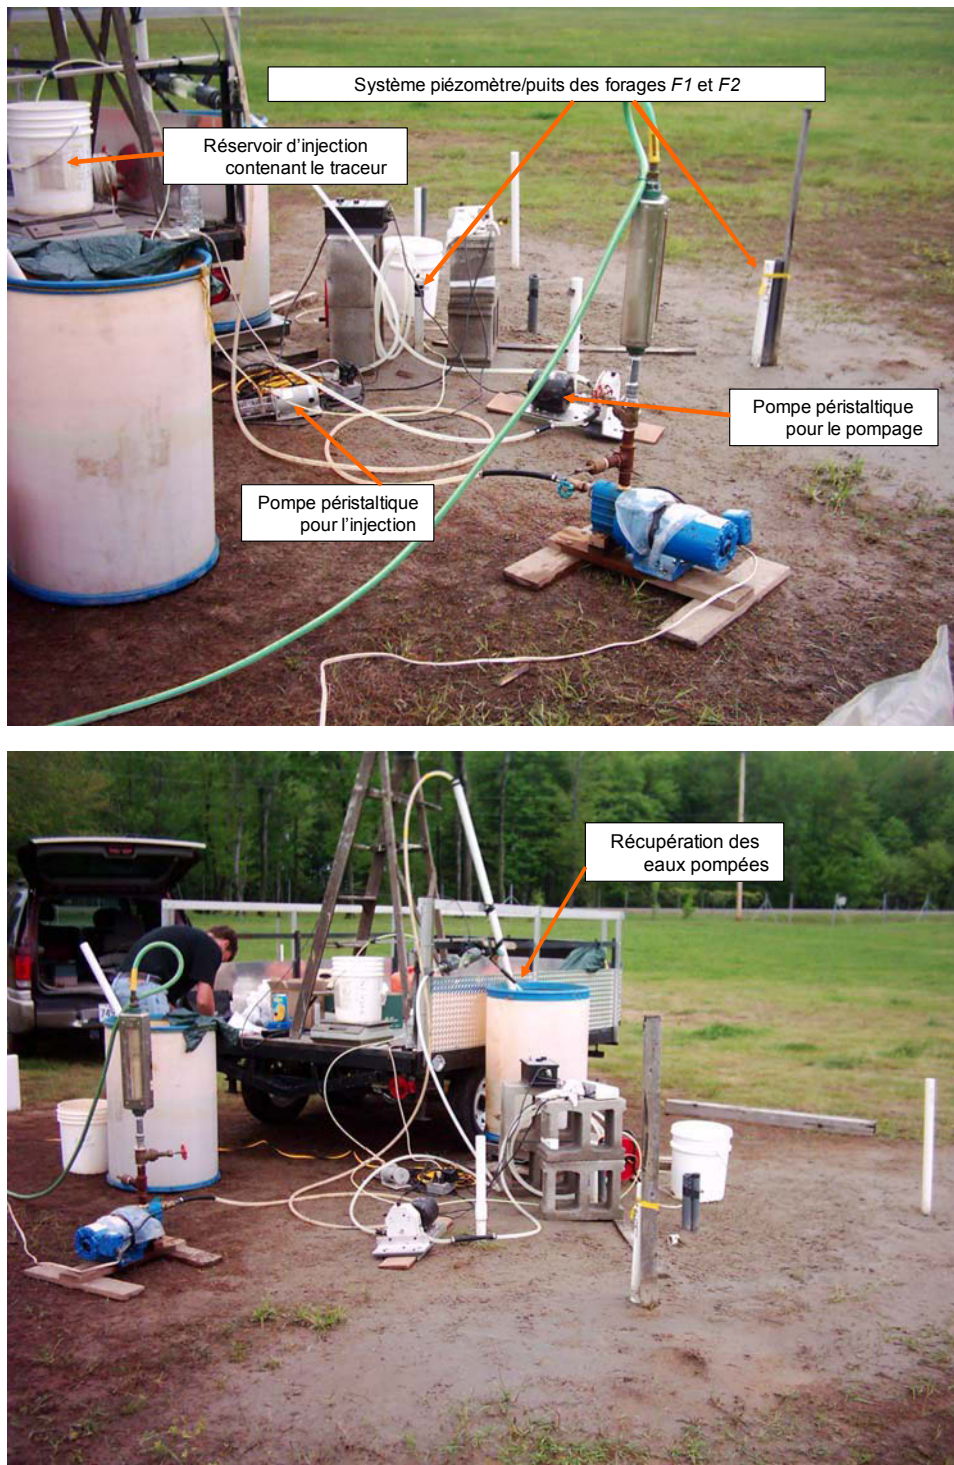 Système piézomètre/puits des forages F1 et F2
Réservoir d'injection
contenant le traceur
Pompe péristaltique
pour le pompage
Pompe péristaltique
pour l'injection
Récupération des
eaux pompées